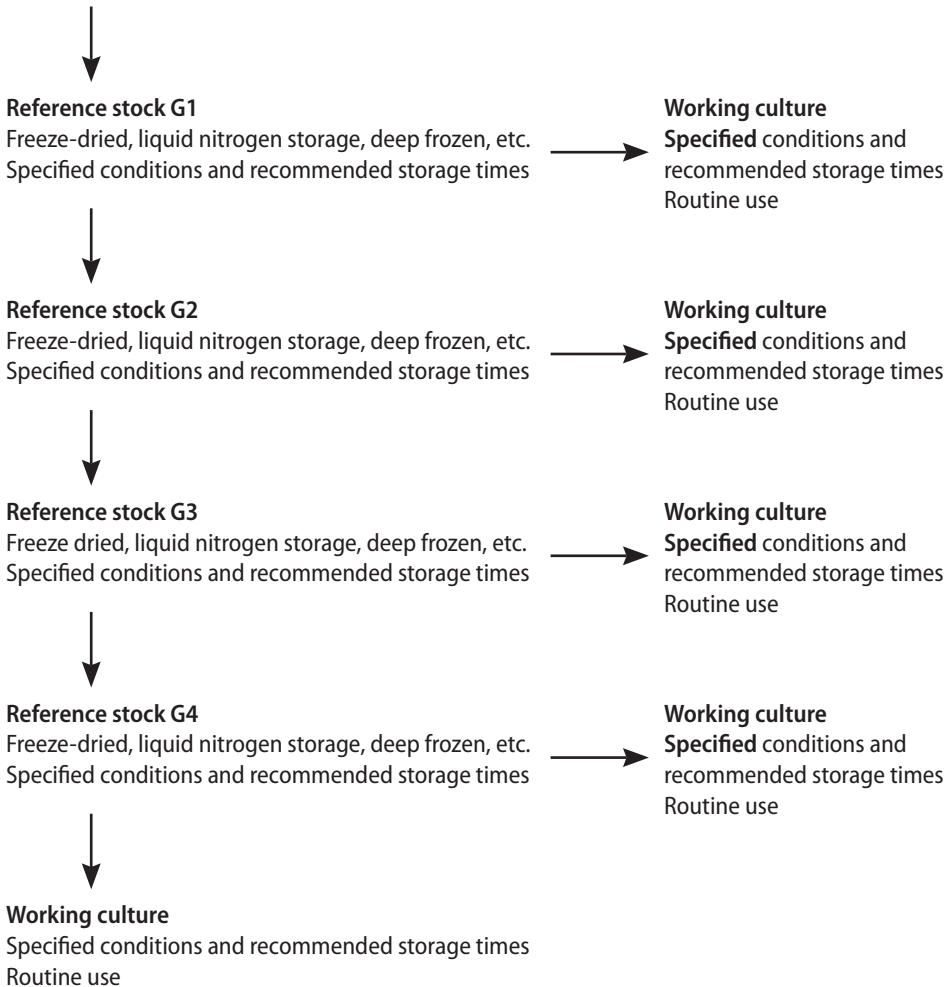 Reference stock G1
Freeze-dried, liquid nitrogen storage, deep frozen, etc.
Specified conditions and recommended storage times
Working culture
Specified conditions and
recommended storage times
Routine use
Reference stock G2
Freeze-dried, liquid nitrogen storage, deep frozen, etc.
Specified conditions and recommended storage times
Working culture
Specified conditions and
recommended storage times
Routine use
Reference stock G3
Freeze dried, liquid nitrogen storage, deep frozen, etc.
Specified conditions and recommended storage times
Working culture
Specified conditions and
recommended storage times
Routine use
Reference stock G4
Freeze-dried, liquid nitrogen storage, deep frozen, etc.
Specified conditions and recommended storage times
Working culture
Specified conditions and
recommended storage times
Routine use
Working culture
Specified conditions and recommended storage times
Routine use